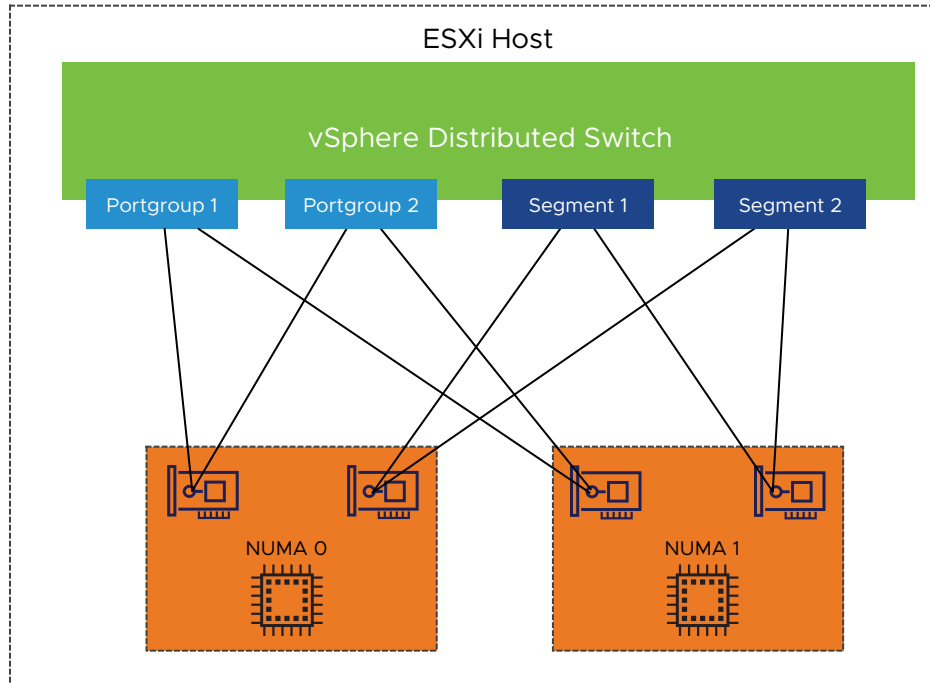 ESXi Host
vSphere Distributed Switch
Portgroup 1
Portgroup 2
Segment 1
Segment 2
NUMA 0
NUMA 1